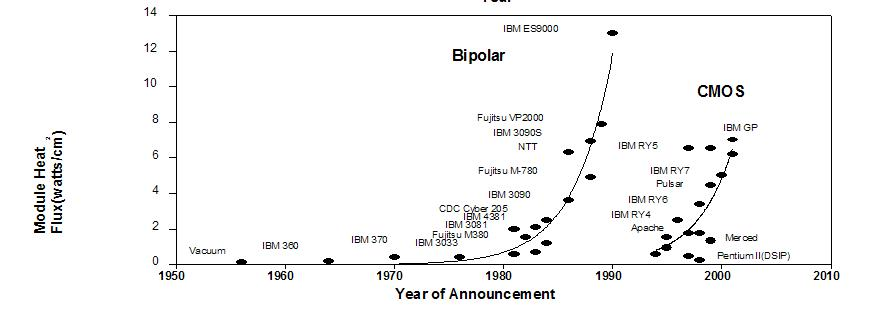 Year
14
IBM ES9000
12
Bipolar
10
CMOS
8
Fujitsu VP2000
IBM GP
IBM 3090S
NTT
IBM RY5
6
Fujitsu M-780
IBM RY7
Pulsar
4
IBM 3090
IBM RY6
CDC Cyber 205
IBM 4381
IBM RY4
2
IBM 3081
Apache
Fujitsu M380
Merced
IBM 3033
IBM 370
IBM 360
Vacuum
Pentium II(DSIP)
0
1950 1960 1970 1980 1990 2000 2010
Year of Announcement
Module Heat
Flux(watts/cm²)